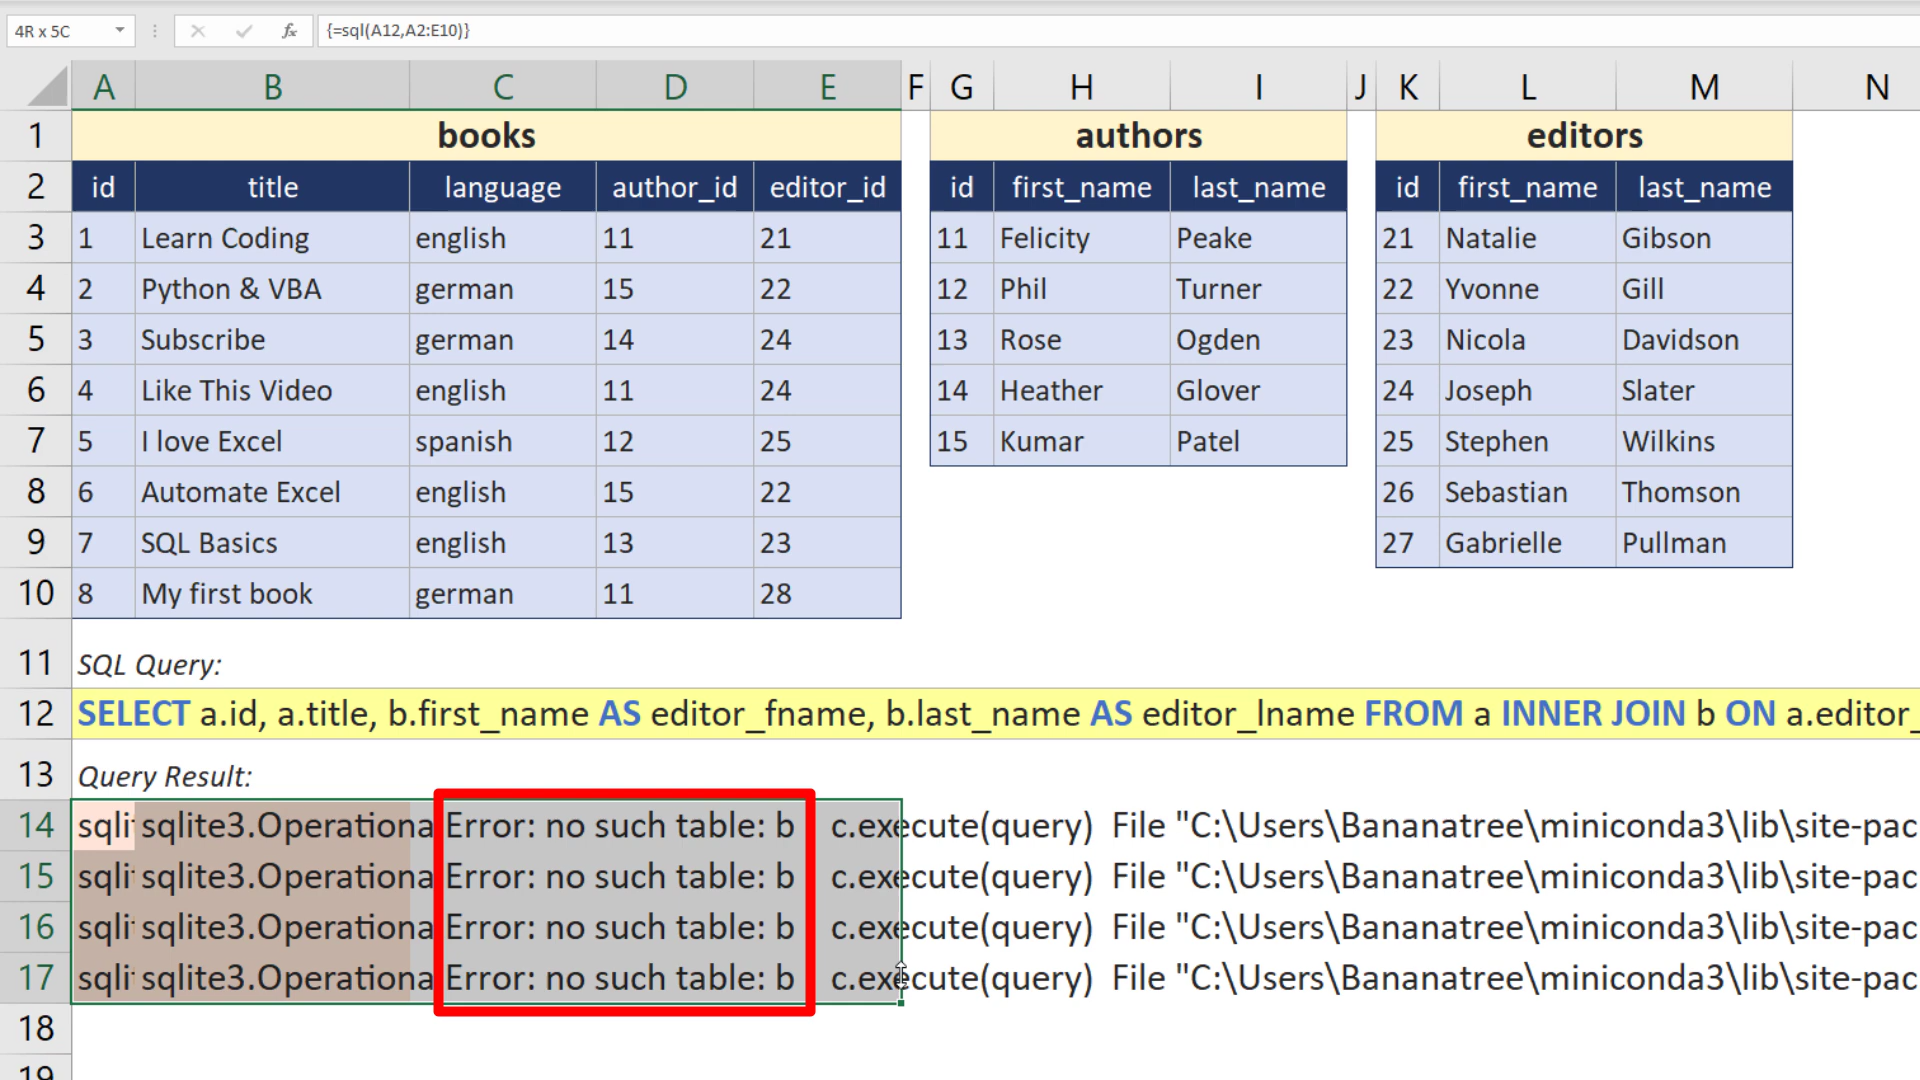 4R x 5C fx {=sql(A12,A2:E10)}
A B C D E F G H I J K L M N
1 books authors editors
2 id title language author_id editor_id id first_name last_name id first_name last_name
3 1 Learn Coding english 11 21 11 Felicity Peake 21 Natalie Gibson
4 2 Python & VBA german 15 22 12 Phil Turner 22 Yvonne Gill
5 3 Subscribe german 14 24 13 Rose Ogden 23 Nicola Davidson
6 4 Like This Video english 11 24 14 Heather Glover 24 Joseph Slater
7 5 I love Excel spanish 12 25 15 Kumar Patel 25 Stephen Wilkins
8 6 Automate Excel english 15 22 26 Sebastian Thomson
9 7 SQL Basics english 13 23 27 Gabrielle Pullman
10 8 My first book german 11 28
11 SQL Query:
12 SELECT a.id, a.title, b.first_name AS editor_fname, b.last_name AS editor_lname FROM a INNER JOIN b ON a.editor_
13 Query Result:
14 sqli sqlite3.Operationa Error: no such table: b c.execute(query) File "C:\Users\Bananatree\miniconda3\lib\site-pac
15 sqli sqlite3.Operationa Error: no such table: b c.execute(query) File "C:\Users\Bananatree\miniconda3\lib\site-pac
16 sqli sqlite3.Operationa Error: no such table: b c.execute(query) File "C:\Users\Bananatree\miniconda3\lib\site-pac
17 sqli sqlite3.Operationa Error: no such table: b c.execute(query) File "C:\Users\Bananatree\miniconda3\lib\site-pac
18
19